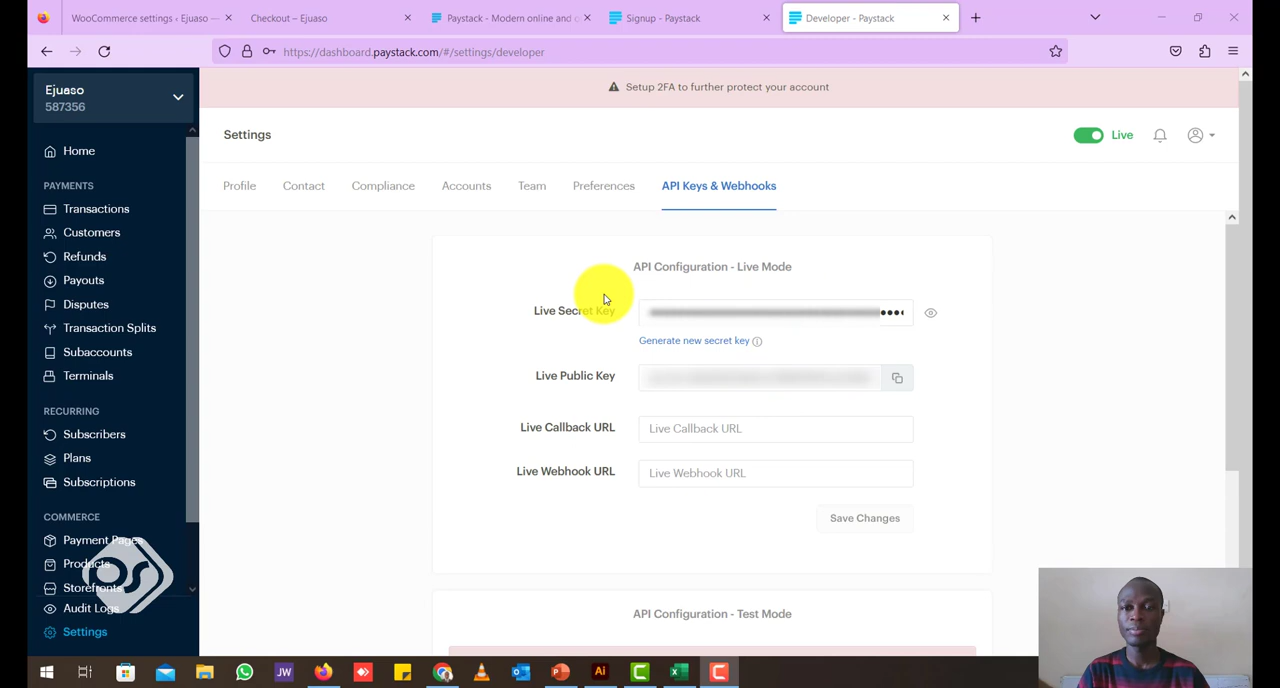 WooCommerce settings ‹ Ejuaso —
Checkout – Ejuaso
Paystack - Modern online and
Signup - Paystack
Developer - Paystack
https://dashboard.paystack.com/#/settings/developer
Ejuaso
587356
Setup 2FA to further protect your account
Settings
Live
Home
Profile
Contact
Compliance
Accounts
Team
Preferences
API Keys & Webhooks
PAYMENTS
Transactions
Customers
Refunds
Payouts
Disputes
Transaction Splits
Subaccounts
Terminals
RECURRING
Subscribers
Plans
Subscriptions
COMMERCE
Payment Pages
Products
Storefronts
Audit Logs
Settings
API Configuration - Live Mode
Live Secret Key
Generate new secret key
Live Public Key
Live Callback URL
Live Callback URL
Live Webhook URL
Live Webhook URL
Save Changes
API Configuration - Test Mode
JW
Ai